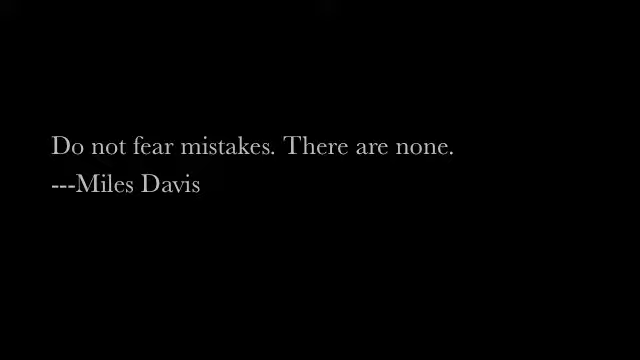 Do not fear mistakes. There are none.
---Miles Davis